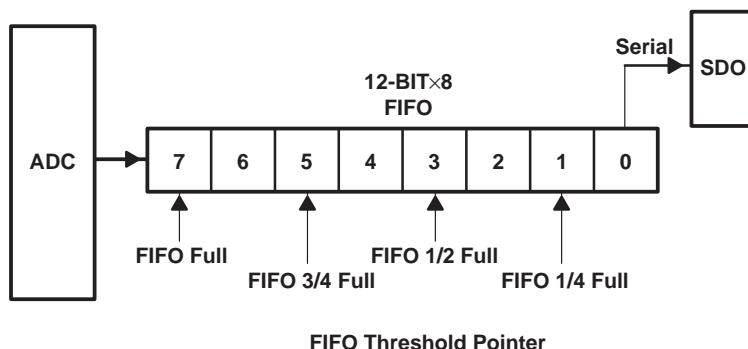 Serial
SDO
12-BIT×8
FIFO
ADC
7 6 5 4 3 2 1 0
FIFO Full
FIFO 1/2 Full
FIFO 3/4 Full
FIFO 1/4 Full
FIFO Threshold Pointer